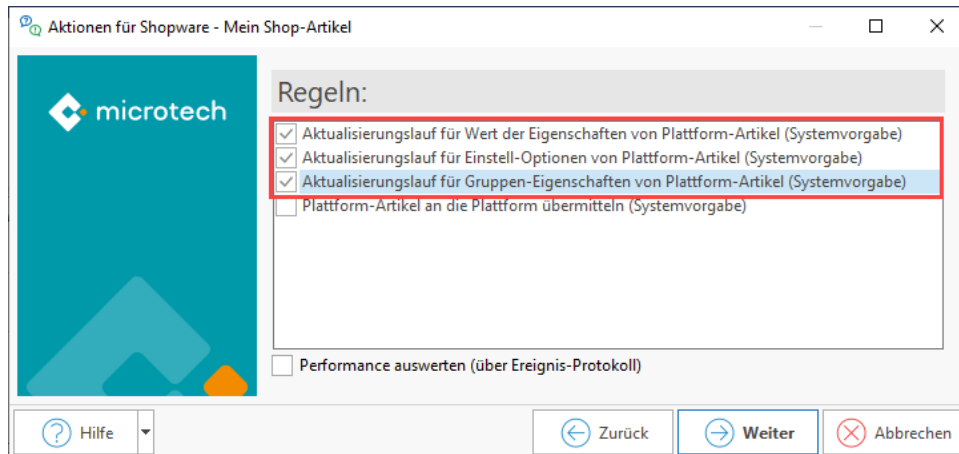 Aktionen für Shopware - Mein Shop-Artikel
microtech
Regeln:
Aktualisierungslauf für Wert der Eigenschaften von Plattform-Artikel (Systemvorgabe)
Aktualisierungslauf für Einstell-Optionen von Plattform-Artikel (Systemvorgabe)
Aktualisierungslauf für Gruppen-Eigenschaften von Plattform-Artikel (Systemvorgabe)
Plattform-Artikel an die Plattform übermitteln (Systemvorgabe)
Performance auswerten (über Ereignis-Protokoll)
Hilfe Zurück Weiter Abbrechen